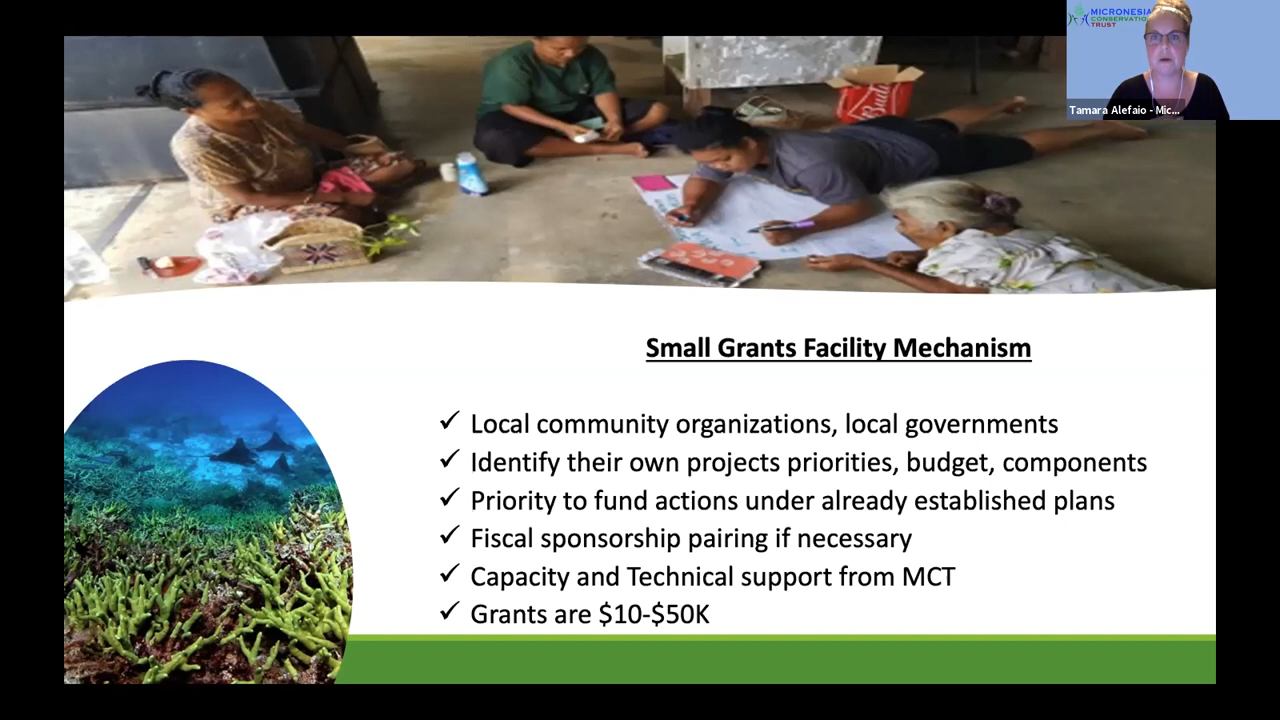 MICRONESIA
CONSERVATION
TRUST
Tamara Alefaio - Mic...
Small Grants Facility Mechanism
✓ Local community organizations, local governments
✓ Identify their own projects priorities, budget, components
✓ Priority to fund actions under already established plans
✓ Fiscal sponsorship pairing if necessary
✓ Capacity and Technical support from MCT
✓ Grants are $10-$50K